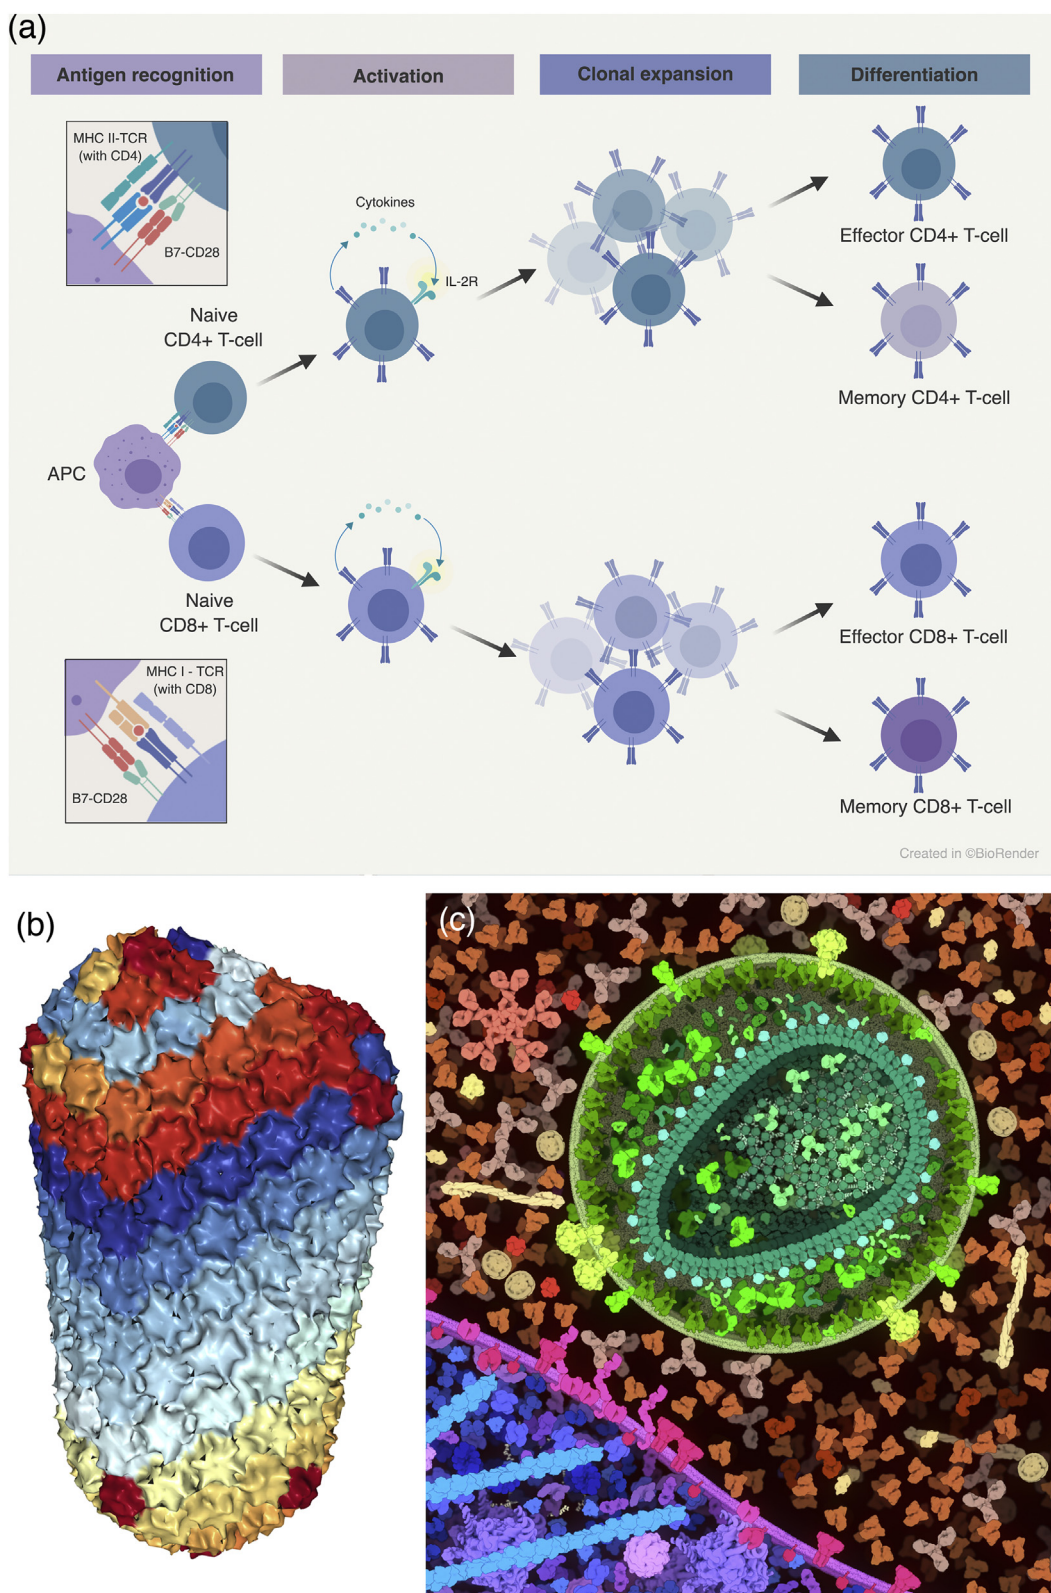 (a)
Antigen recognition
Activation
Clonal expansion
Differentiation
MHC II-TCR
(with CD4)
B7-CD28
Cytokines
IL-2R
Effector CD4+ T-cell
Naive
CD4+ T-cell
Memory CD4+ T-cell
APC
Naive
CD8+ T-cell
Effector CD8+ T-cell
MHC I - TCR
(with CD8)
B7-CD28
Memory CD8+ T-cell
Created in ©BioRender
(b)
(c)